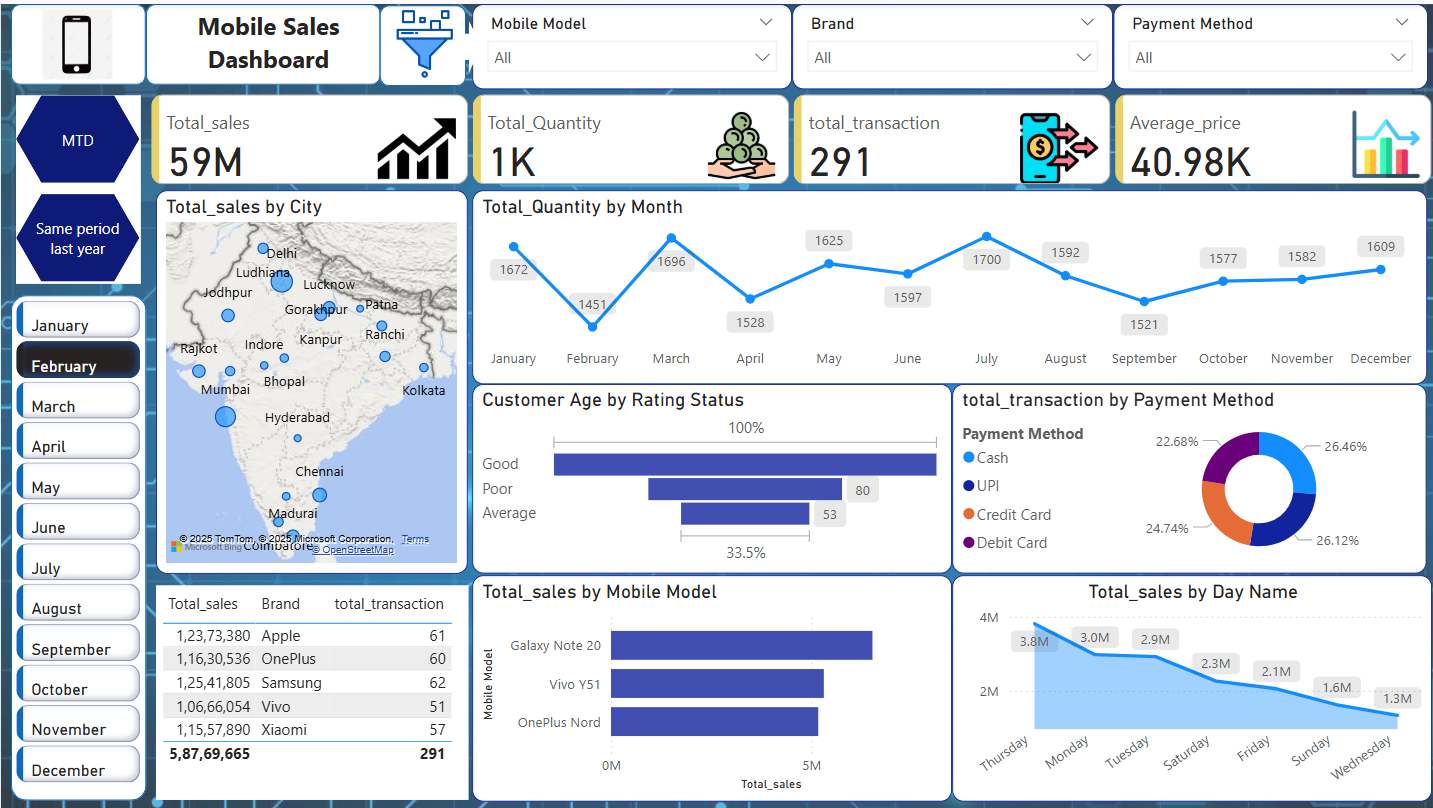 Mobile Sales
Dashboard
Mobile Model
All
Brand
All
Payment Method
All
MTD
Same period
last year
Total_sales
59M
Total_Quantity
1K
total_transaction
291
Average_price
40.98K
January
February
March
April
May
June
July
August
September
October
November
December
Total_sales by City
Delhi
Ludhiana
Lucknow
Jodhpur
Gorakhpur
Patna
Kanpur
Ranchi
Indore
Rajkot
Bhopal
Mumbai
Kolkata
Hyderabad
Chennai
Madurai
Coimbatore
© 2025 TomTom, © 2025 Microsoft Corporation, Terms
Microsoft Bing
© OpenStreetMap
Total_Quantity by Month
1672
1451
1696
1528
1625
1597
1700
1592
1521
1577
1582
1609
January February March April May June July August September October November December
Customer Age by Rating Status
100%
Good
Poor 80
Average 53
33.5%
total_transaction by Payment Method
Payment Method
Cash
UPI
Credit Card
Debit Card
22.68%
26.46%
24.74%
26.12%
Total_sales Brand total_transaction
1,23,73,380 Apple 61
1,16,30,536 OnePlus 60
1,25,41,805 Samsung 62
1,06,66,054 Vivo 51
1,15,57,890 Xiaomi 57
5,87,69,665 291
Total_sales by Mobile Model
Mobile Model
Galaxy Note 20
Vivo Y51
OnePlus Nord
0M 5M
Total_sales
Total_sales by Day Name
4M
2M
3.8M
3.0M
2.9M
2.3M
2.1M
1.6M
1.3M
Thursday Monday Tuesday Saturday Friday Sunday Wednesday